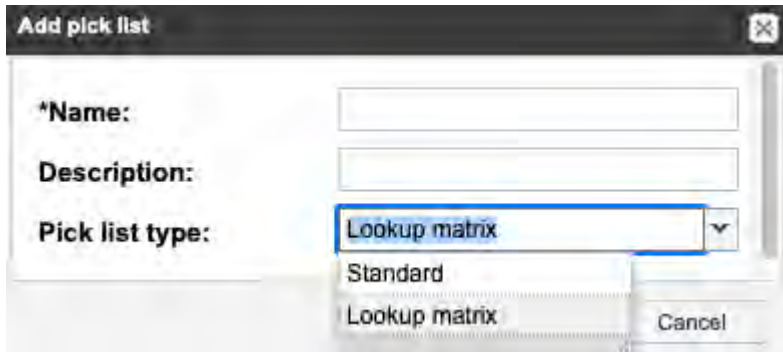 Add pick list
*Name:
Description:
Pick list type:
Lookup matrix
Standard
Lookup matrix
Cancel